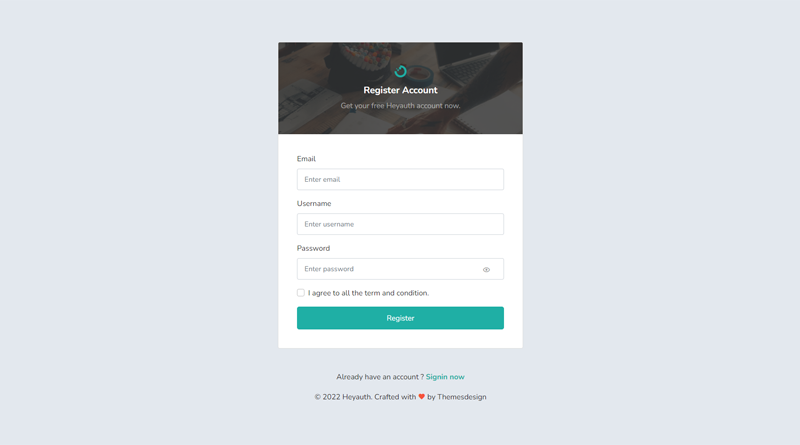 Register Account
Get your free Heyauth account now.
Email
Enter email
Username
Enter username
Password
Enter password
I agree to all the term and condition.
Register
Already have an account ? Signin now
© 2022 Heyauth. Crafted with ❤ by Themesdesign